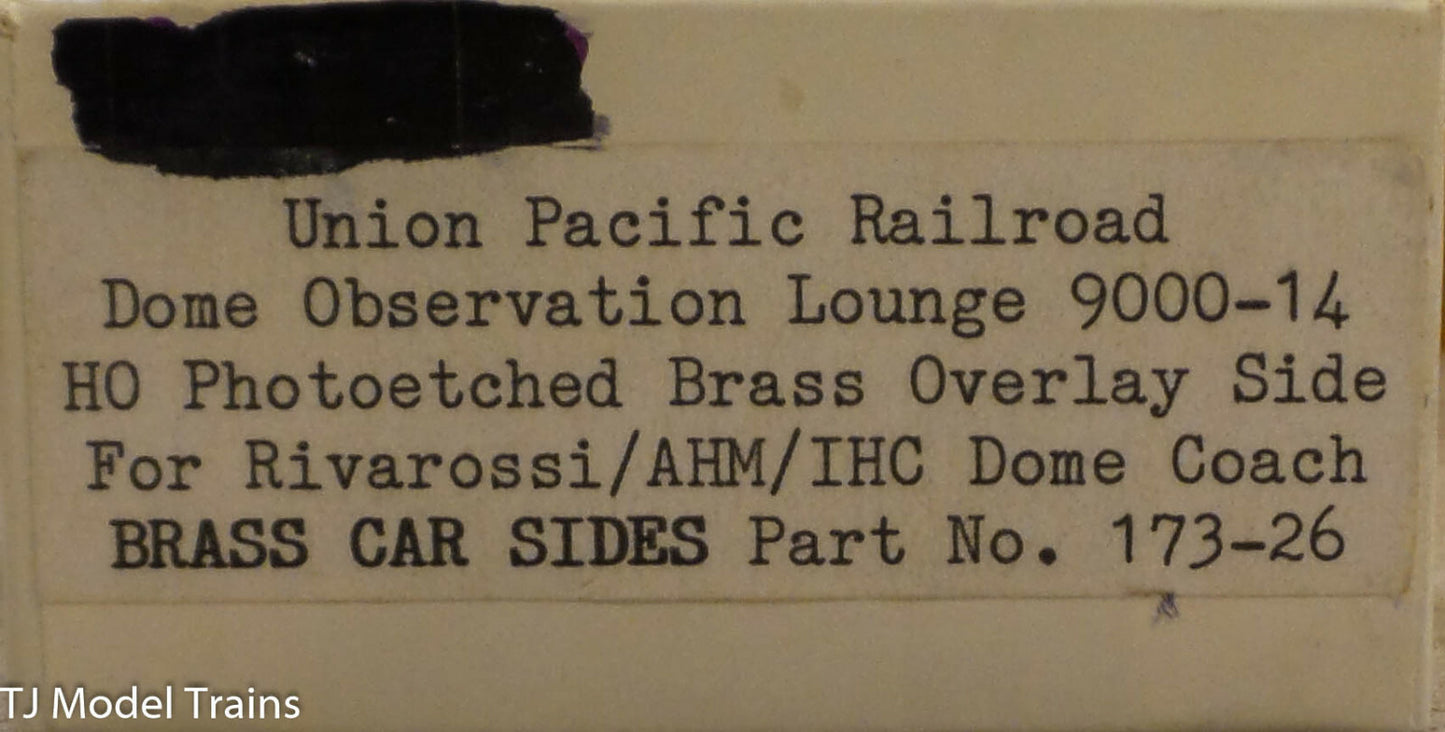 Union Pacific Railroad
Dome Observation Lounge 9000-14
HO Photoetched Brass Overlay Side
For Rivarossi/AHM/IHC Dome Coach
BRASS CAR SIDES Part No. 173-26
TJ Model Trains